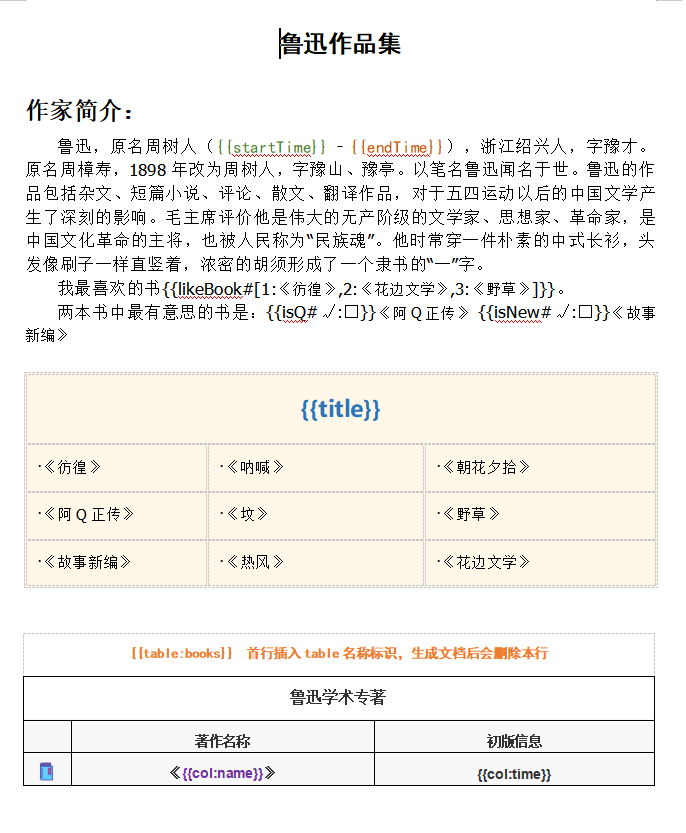 鲁迅作品集
作家简介：
鲁迅，原名周树人（{{startTime}} - {{endTime}}），浙江绍兴人，字豫才。
原名周樟寿，1898 年改为周树人，字豫山、豫亭。以笔名鲁迅闻名于世。鲁迅的作
品包括杂文、短篇小说、评论、散文、翻译作品，对于五四运动以后的中国文学产
生了深刻的影响。毛主席评价他是伟大的无产阶级的文学家、思想家、革命家，是
中国文化革命的主将，也被人民称为“民族魂”。他时常穿一件朴素的中式长衫，头
发像刷子一样直竖着，浓密的胡须形成了一个隶书的“一”字。
我最喜欢的书{{likeBook#[1:《彷徨》,2:《花边文学》,3:《野草》]}}。
两本书中最有意思的书是：{{isQ# √:□}}《阿 Q 正传》 {{isNew# √:□}}《故事
新编》
{{title}}
·《彷徨》 ·《呐喊》 ·《朝花夕拾》
·《阿 Q 正传》 ·《坟》 ·《野草》
·《故事新编》 ·《热风》 ·《花边文学》
{{table:books}} 首行插入 table 名称标识，生成文档后会删除本行
鲁迅学术专著
著作名称 初版信息
《{{col:name}}》 {{col:time}}